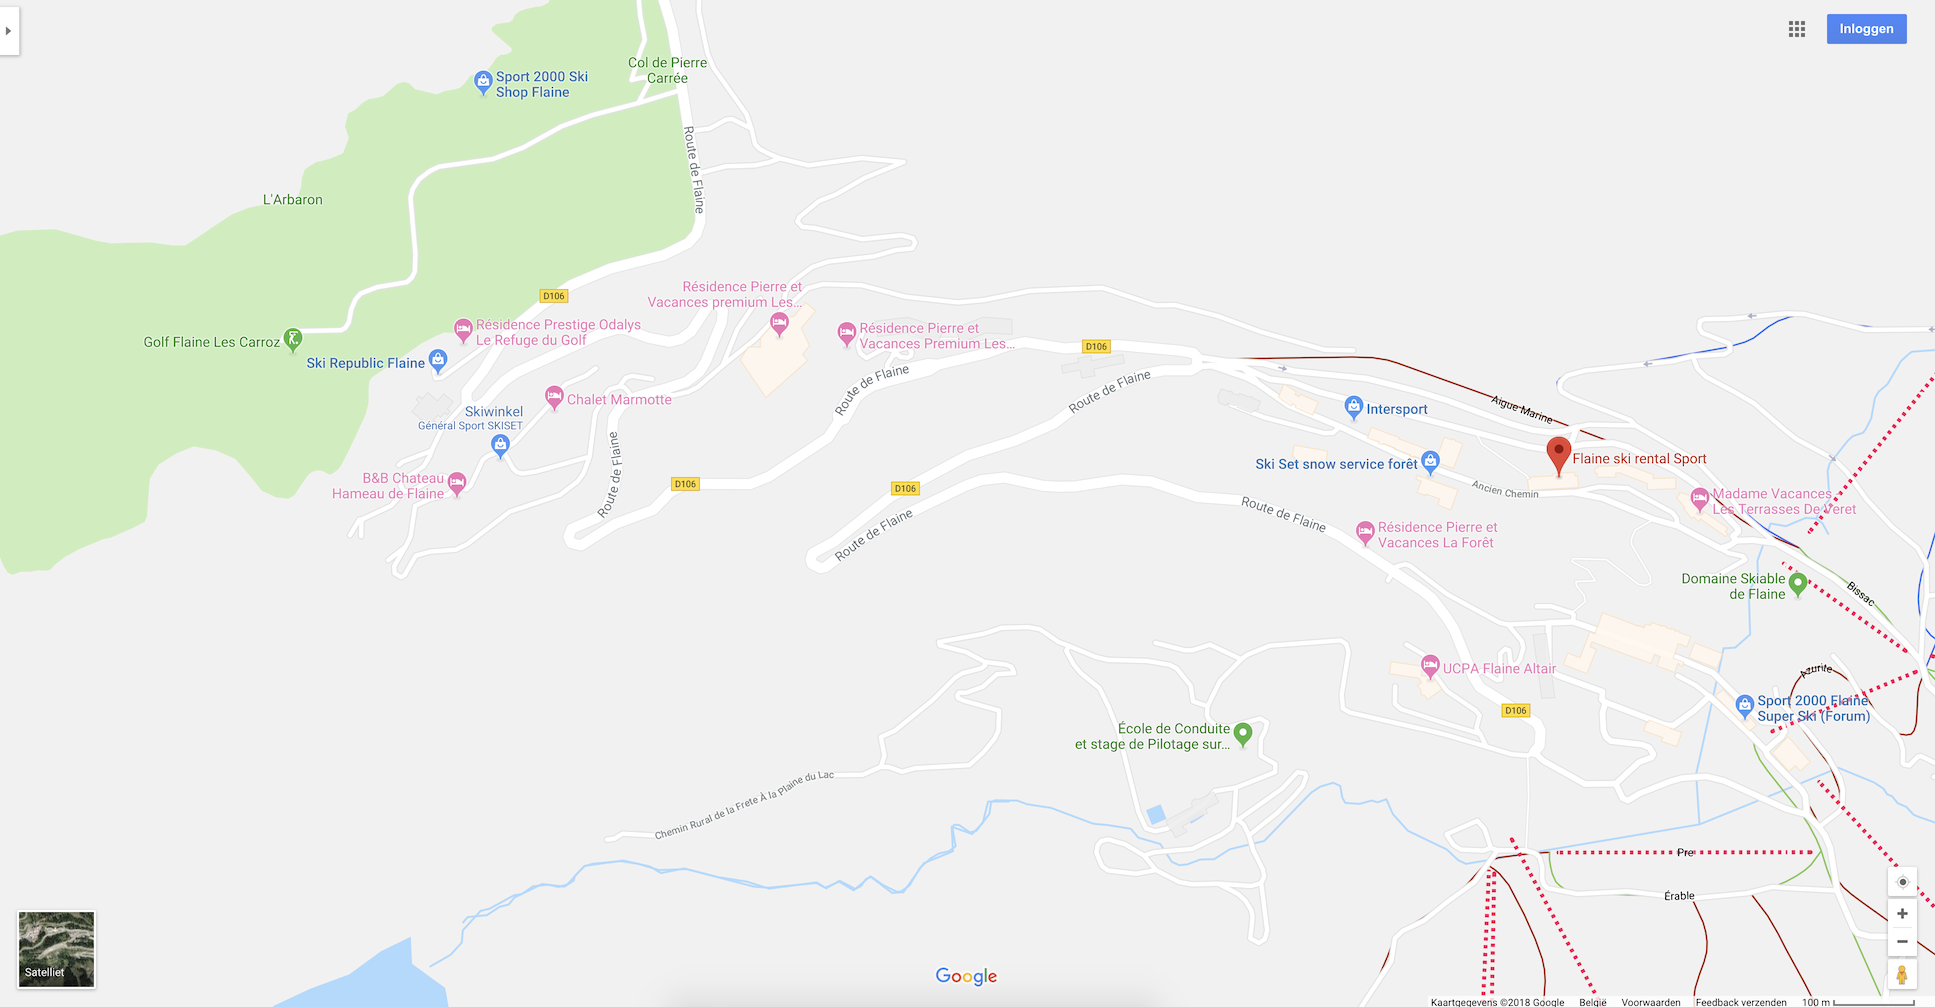 Inloggen
Col de Pierre
Carrée
Sport 2000 Ski
Shop Flaine
Route de Flaine
L'Arbaron
D106
Résidence Pierre et
Vacances premium Les...
Golf Flaine Les Carroz
Résidence Prestige Odalys
Le Refuge du Golf
Résidence Pierre et
Vacances Premium Les...
D106
Ski Republic Flaine
Route de Flaine
Route de Flaine
Chalet Marmotte
Skiwinkel
Général Sport SKISET
Aigue Marine
Intersport
Flaine ski rental Sport
Ski Set snow service forêt
Route de Flaine
B&B Chateau
Hameau de Flaine
D106
D106
Ancien Chemin
Madame Vacances
Les Terrasses De Veret
Route de Flaine
Route de Flaine
Résidence Pierre et
Vacances La Forêt
Domaine Skiable
de Flaine
Bissac
UCPA Flaine Altair
Azurite
Sport 2000 Flaine
Super Ski (Forum)
D106
École de Conduite
et stage de Pilotage sur...
Chemin Rural de la Frete À la Plaine du Lac
Pre
Érable
Satelliet
Google
Kaartgegevens ©2018 Google België Voorwaarden Feedback verzenden 100 m